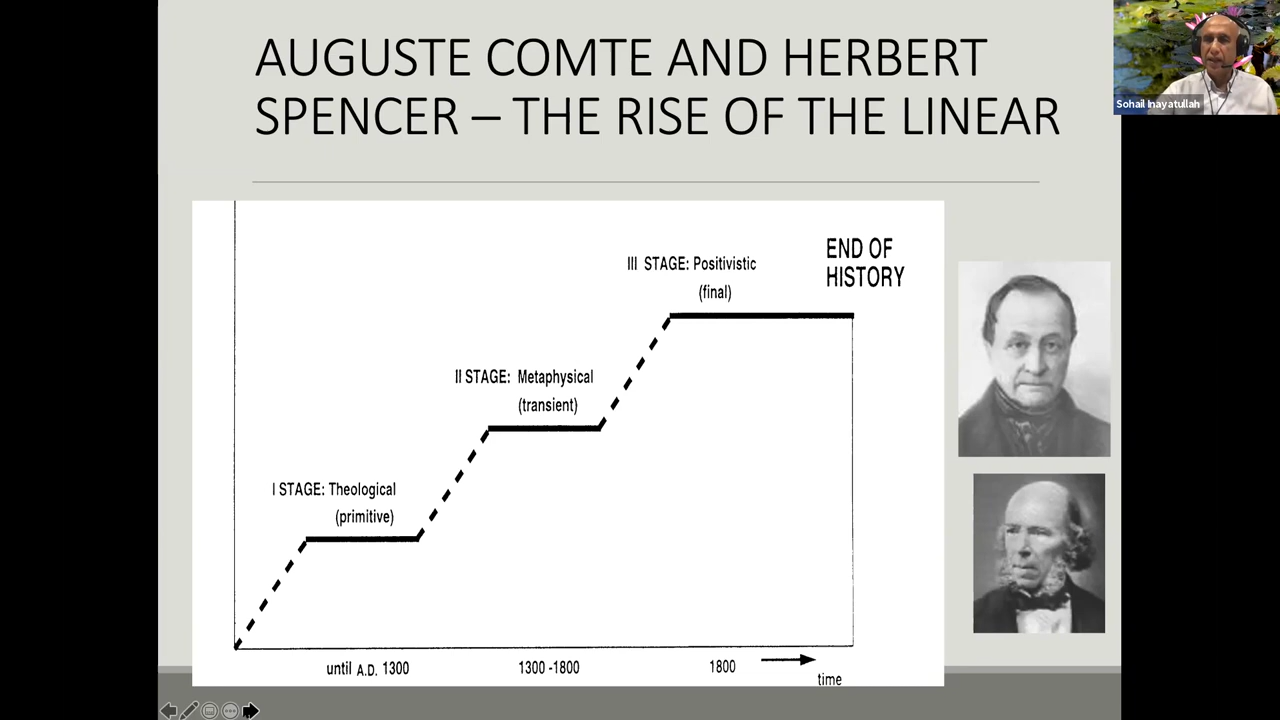 AUGUSTE COMTE AND HERBERT
SPENCER – THE RISE OF THE LINEAR
Sohail Inayatullah
END OF
HISTORY
III STAGE: Positivistic
(final)
II STAGE: Metaphysical
(transient)
I STAGE: Theological
(primitive)
until A.D. 1300
1300 -1800
1800
time